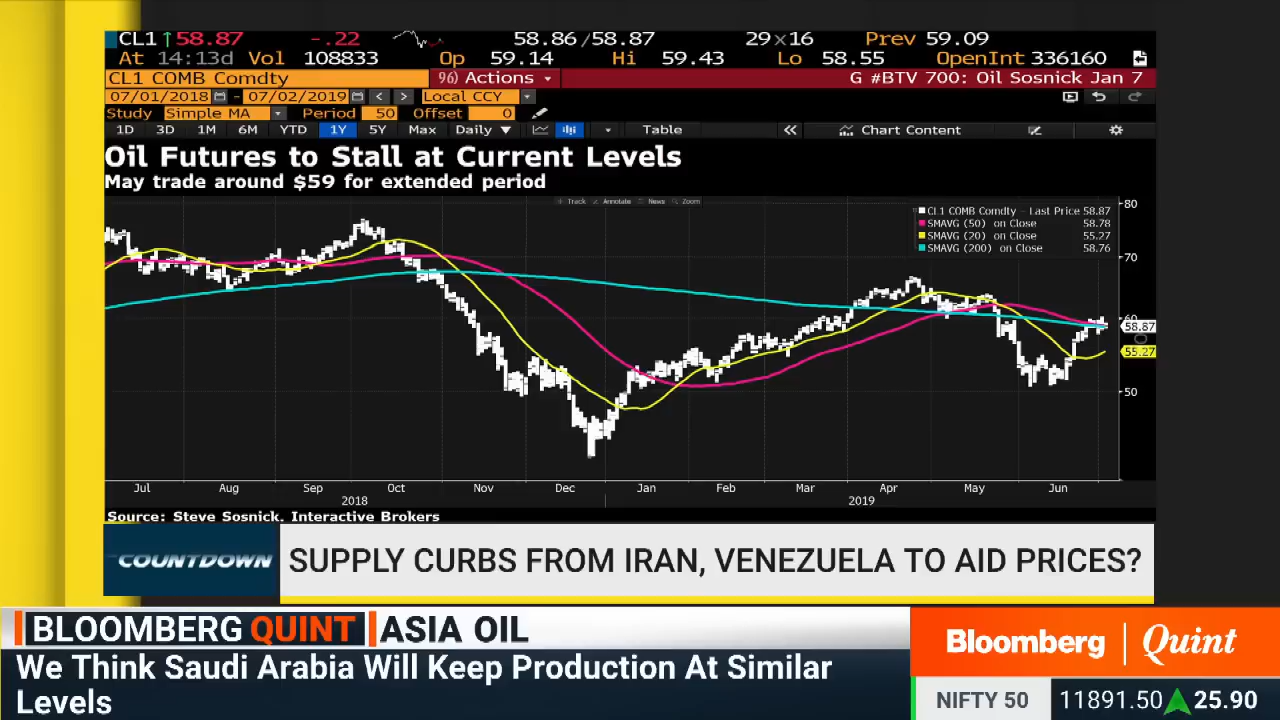 CL1 ↑ 58.87 -.22 58.86/58.87 29×16 Prev 59.09
At 14:13d Vol 108833 Op 59.14 Hi 59.43 Lo 58.55 OpenInt 336160
CL1 COMB Comdty 96) Actions G #BTV 700: Oil Sosnick Jan 7
07/01/2018 - 07/02/2019 < > Local CCY
Study Simple MA Period 50 Offset 0
1D 3D 1M 6M YTD 1Y 5Y Max Daily ▼ Table « Chart Content
Oil Futures to Stall at Current Levels
May trade around $59 for extended period
Track Annotate News Zoom
CL1 COMB Comdty - Last Price 58.87
SMAVG (50) on Close 58.78
SMAVG (20) on Close 55.27
SMAVG (200) on Close 58.76
80
70
60
58.87
55.27
50
Jul Aug Sep Oct Nov Dec Jan Feb Mar Apr May Jun
2018 2019
Source: Steve Sosnick, Interactive Brokers
COUNTDOWN
SUPPLY CURBS FROM IRAN, VENEZUELA TO AID PRICES?
BLOOMBERG QUINT ASIA OIL
We Think Saudi Arabia Will Keep Production At Similar
Levels
Bloomberg | Quint
NIFTY 50 11891.50 ▲ 25.90